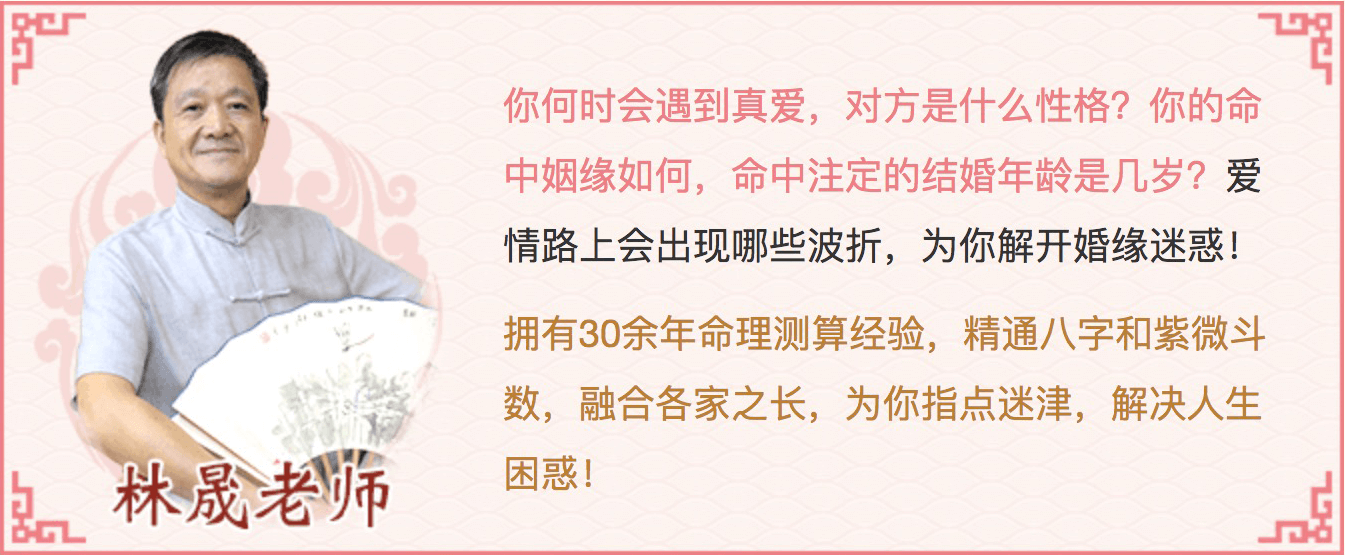 你何时会遇到真爱，对方是什么性格？你的命
中姻缘如何，命中注定的结婚年龄是几岁？爱
情路上会出现哪些波折，为你解开婚缘迷惑！
拥有30余年命理测算经验，精通八字和紫微斗
数，融合各家之长，为你指点迷津，解决人生
困惑！
林晟老师